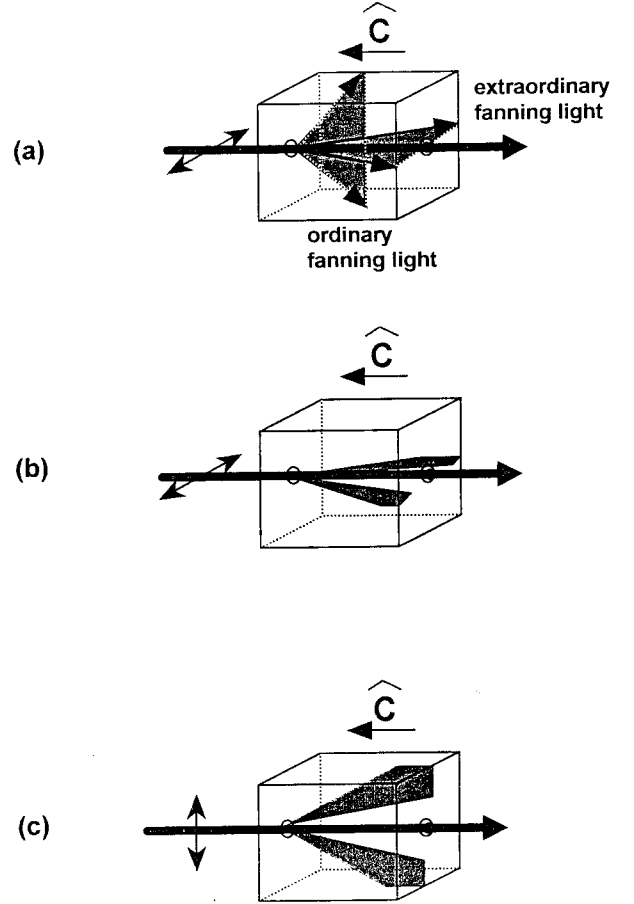 Ĉ
extraordinary
fanning light
(a)
ordinary
fanning light
Ĉ
(b)
Ĉ
(c)